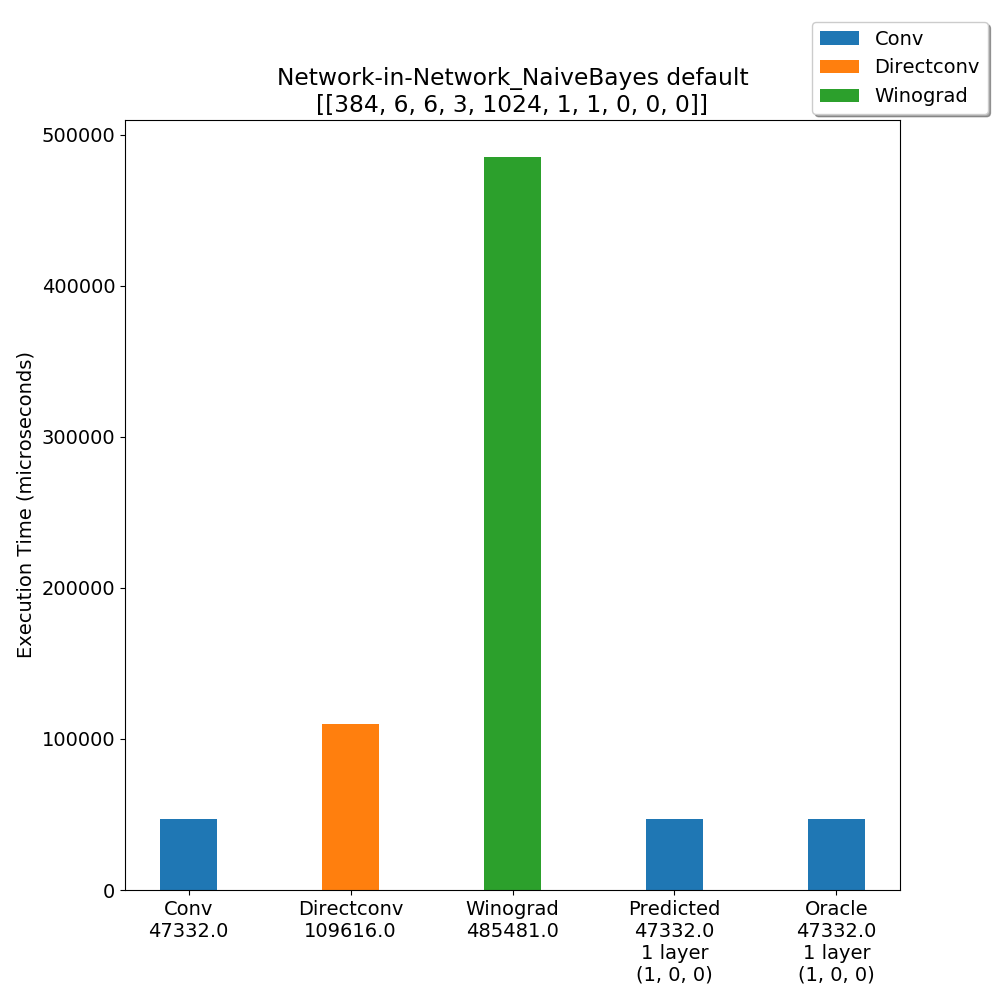 Conv
Directconv
Winograd
Network-in-Network_NaiveBayes default
[[384, 6, 6, 3, 1024, 1, 1, 0, 0, 0]]
Execution Time (microseconds)
500000
400000
300000
200000
100000
0
Conv
47332.0
Directconv
109616.0
Winograd
485481.0
Predicted
47332.0
1 layer
(1, 0, 0)
Oracle
47332.0
1 layer
(1, 0, 0)